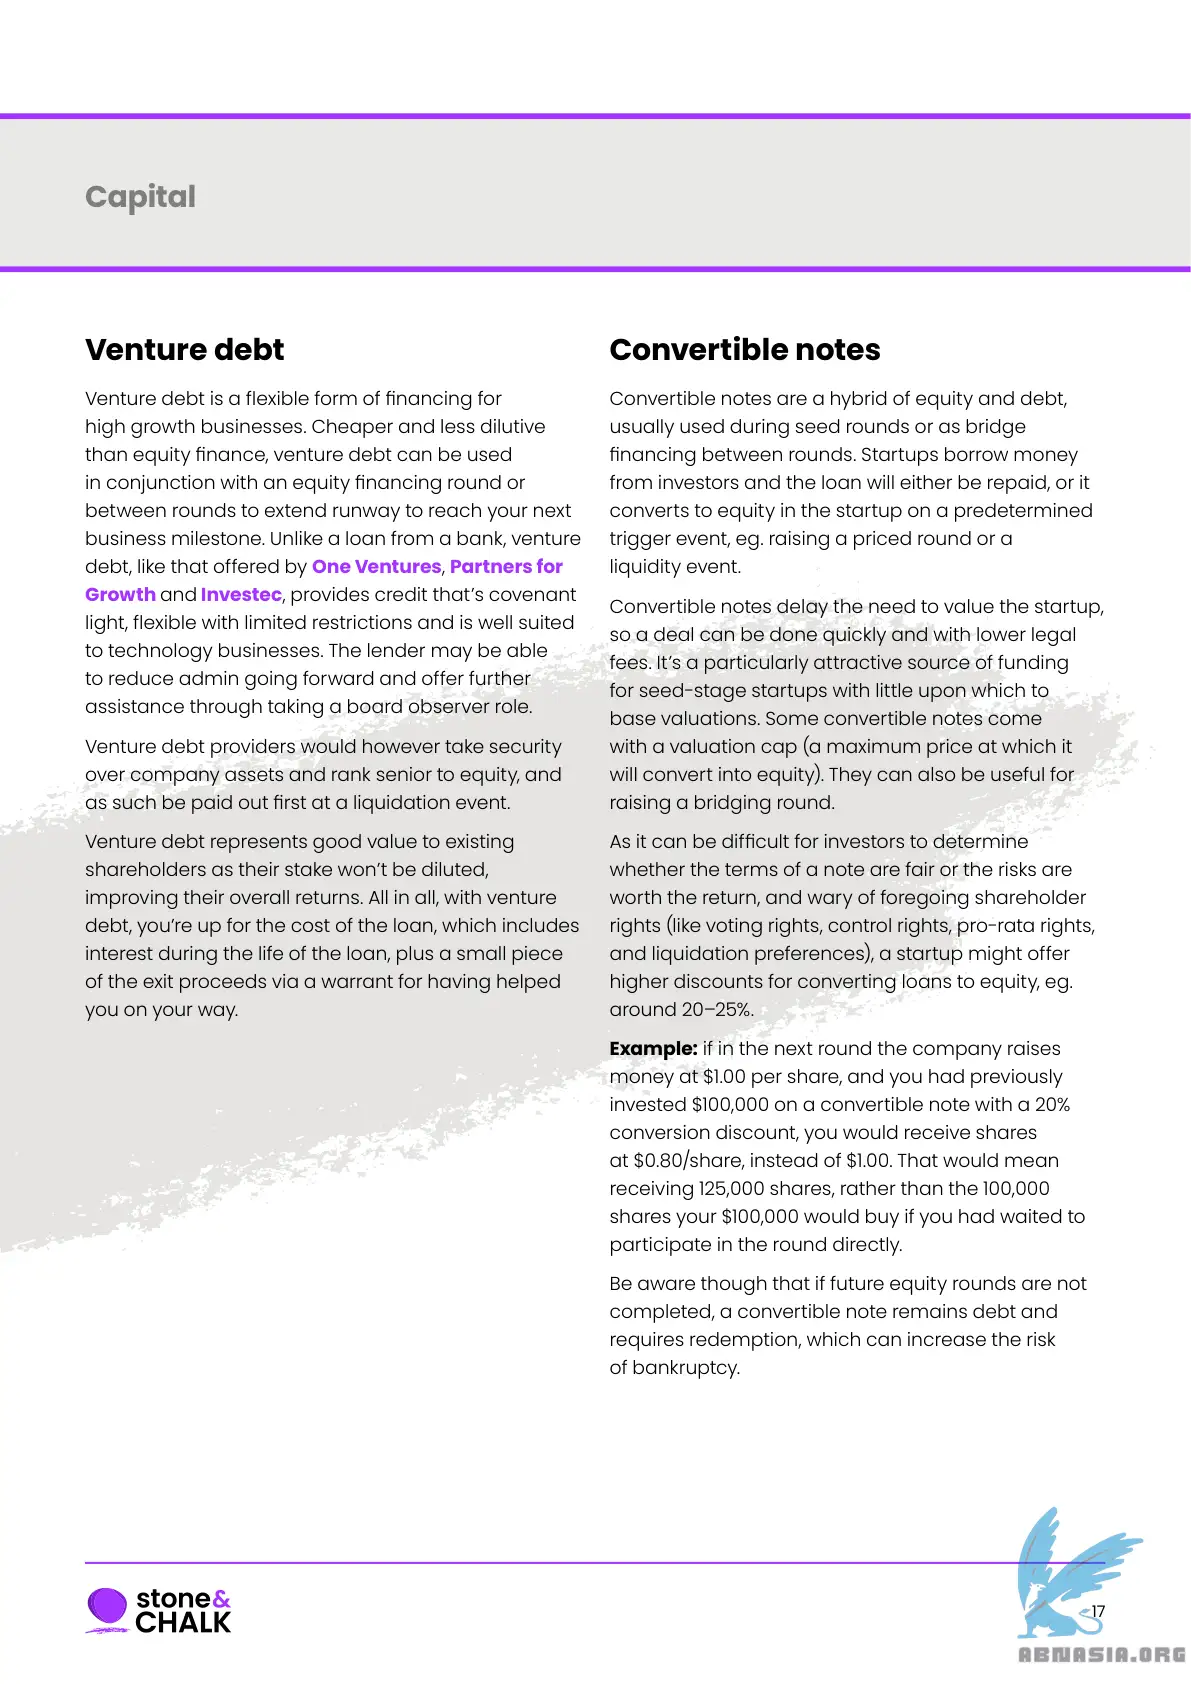 Capital
Venture debt
Venture debt is a flexible form of financing for
high growth businesses. Cheaper and less dilutive
than equity finance, venture debt can be used
in conjunction with an equity financing round or
between rounds to extend runway to reach your next
business milestone. Unlike a loan from a bank, venture
debt, like that offered by One Ventures, Partners for
Growth and Investec, provides credit that’s covenant
light, flexible with limited restrictions and is well suited
to technology businesses. The lender may be able
to reduce admin going forward and offer further
assistance through taking a board observer role.
Venture debt providers would however take security
over company assets and rank senior to equity, and
as such be paid out first at a liquidation event.
Venture debt represents good value to existing
shareholders as their stake won’t be diluted,
improving their overall returns. All in all, with venture
debt, you’re up for the cost of the loan, which includes
interest during the life of the loan, plus a small piece
of the exit proceeds via a warrant for having helped
you on your way.
Convertible notes
Convertible notes are a hybrid of equity and debt,
usually used during seed rounds or as bridge
financing between rounds. Startups borrow money
from investors and the loan will either be repaid, or it
converts to equity in the startup on a predetermined
trigger event, eg. raising a priced round or a
liquidity event.
Convertible notes delay the need to value the startup,
so a deal can be done quickly and with lower legal
fees. It’s a particularly attractive source of funding
for seed-stage startups with little upon which to
base valuations. Some convertible notes come
with a valuation cap (a maximum price at which it
will convert into equity). They can also be useful for
raising a bridging round.
As it can be difficult for investors to determine
whether the terms of a note are fair or the risks are
worth the return, and wary of foregoing shareholder
rights (like voting rights, control rights, pro-rata rights,
and liquidation preferences), a startup might offer
higher discounts for converting loans to equity, eg.
around 20–25%.
Example: if in the next round the company raises
money at $1.00 per share, and you had previously
invested $100,000 on a convertible note with a 20%
conversion discount, you would receive shares
at $0.80/share, instead of $1.00. That would mean
receiving 125,000 shares, rather than the 100,000
shares your $100,000 would buy if you had waited to
participate in the round directly.
Be aware though that if future equity rounds are not
completed, a convertible note remains debt and
requires redemption, which can increase the risk
of bankruptcy.
stone&
CHALK
17
ABNASIA.ORG